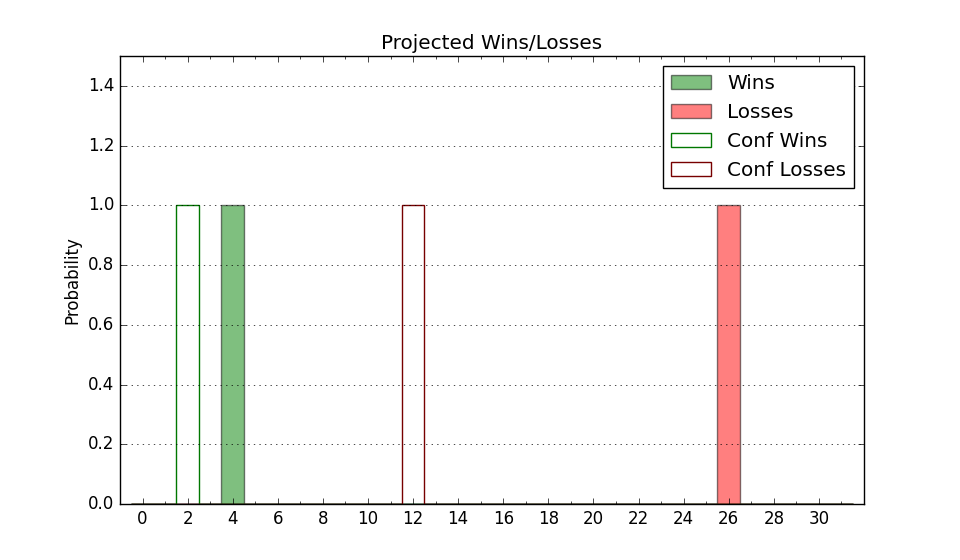 Projected Wins/Losses
Wins
Losses
Conf Wins
Conf Losses
Probability
1.4
1.2
1.0
0.8
0.6
0.4
0.2
0.0
0 2 4 6 8 10 12 14 16 18 20 22 24 26 28 30